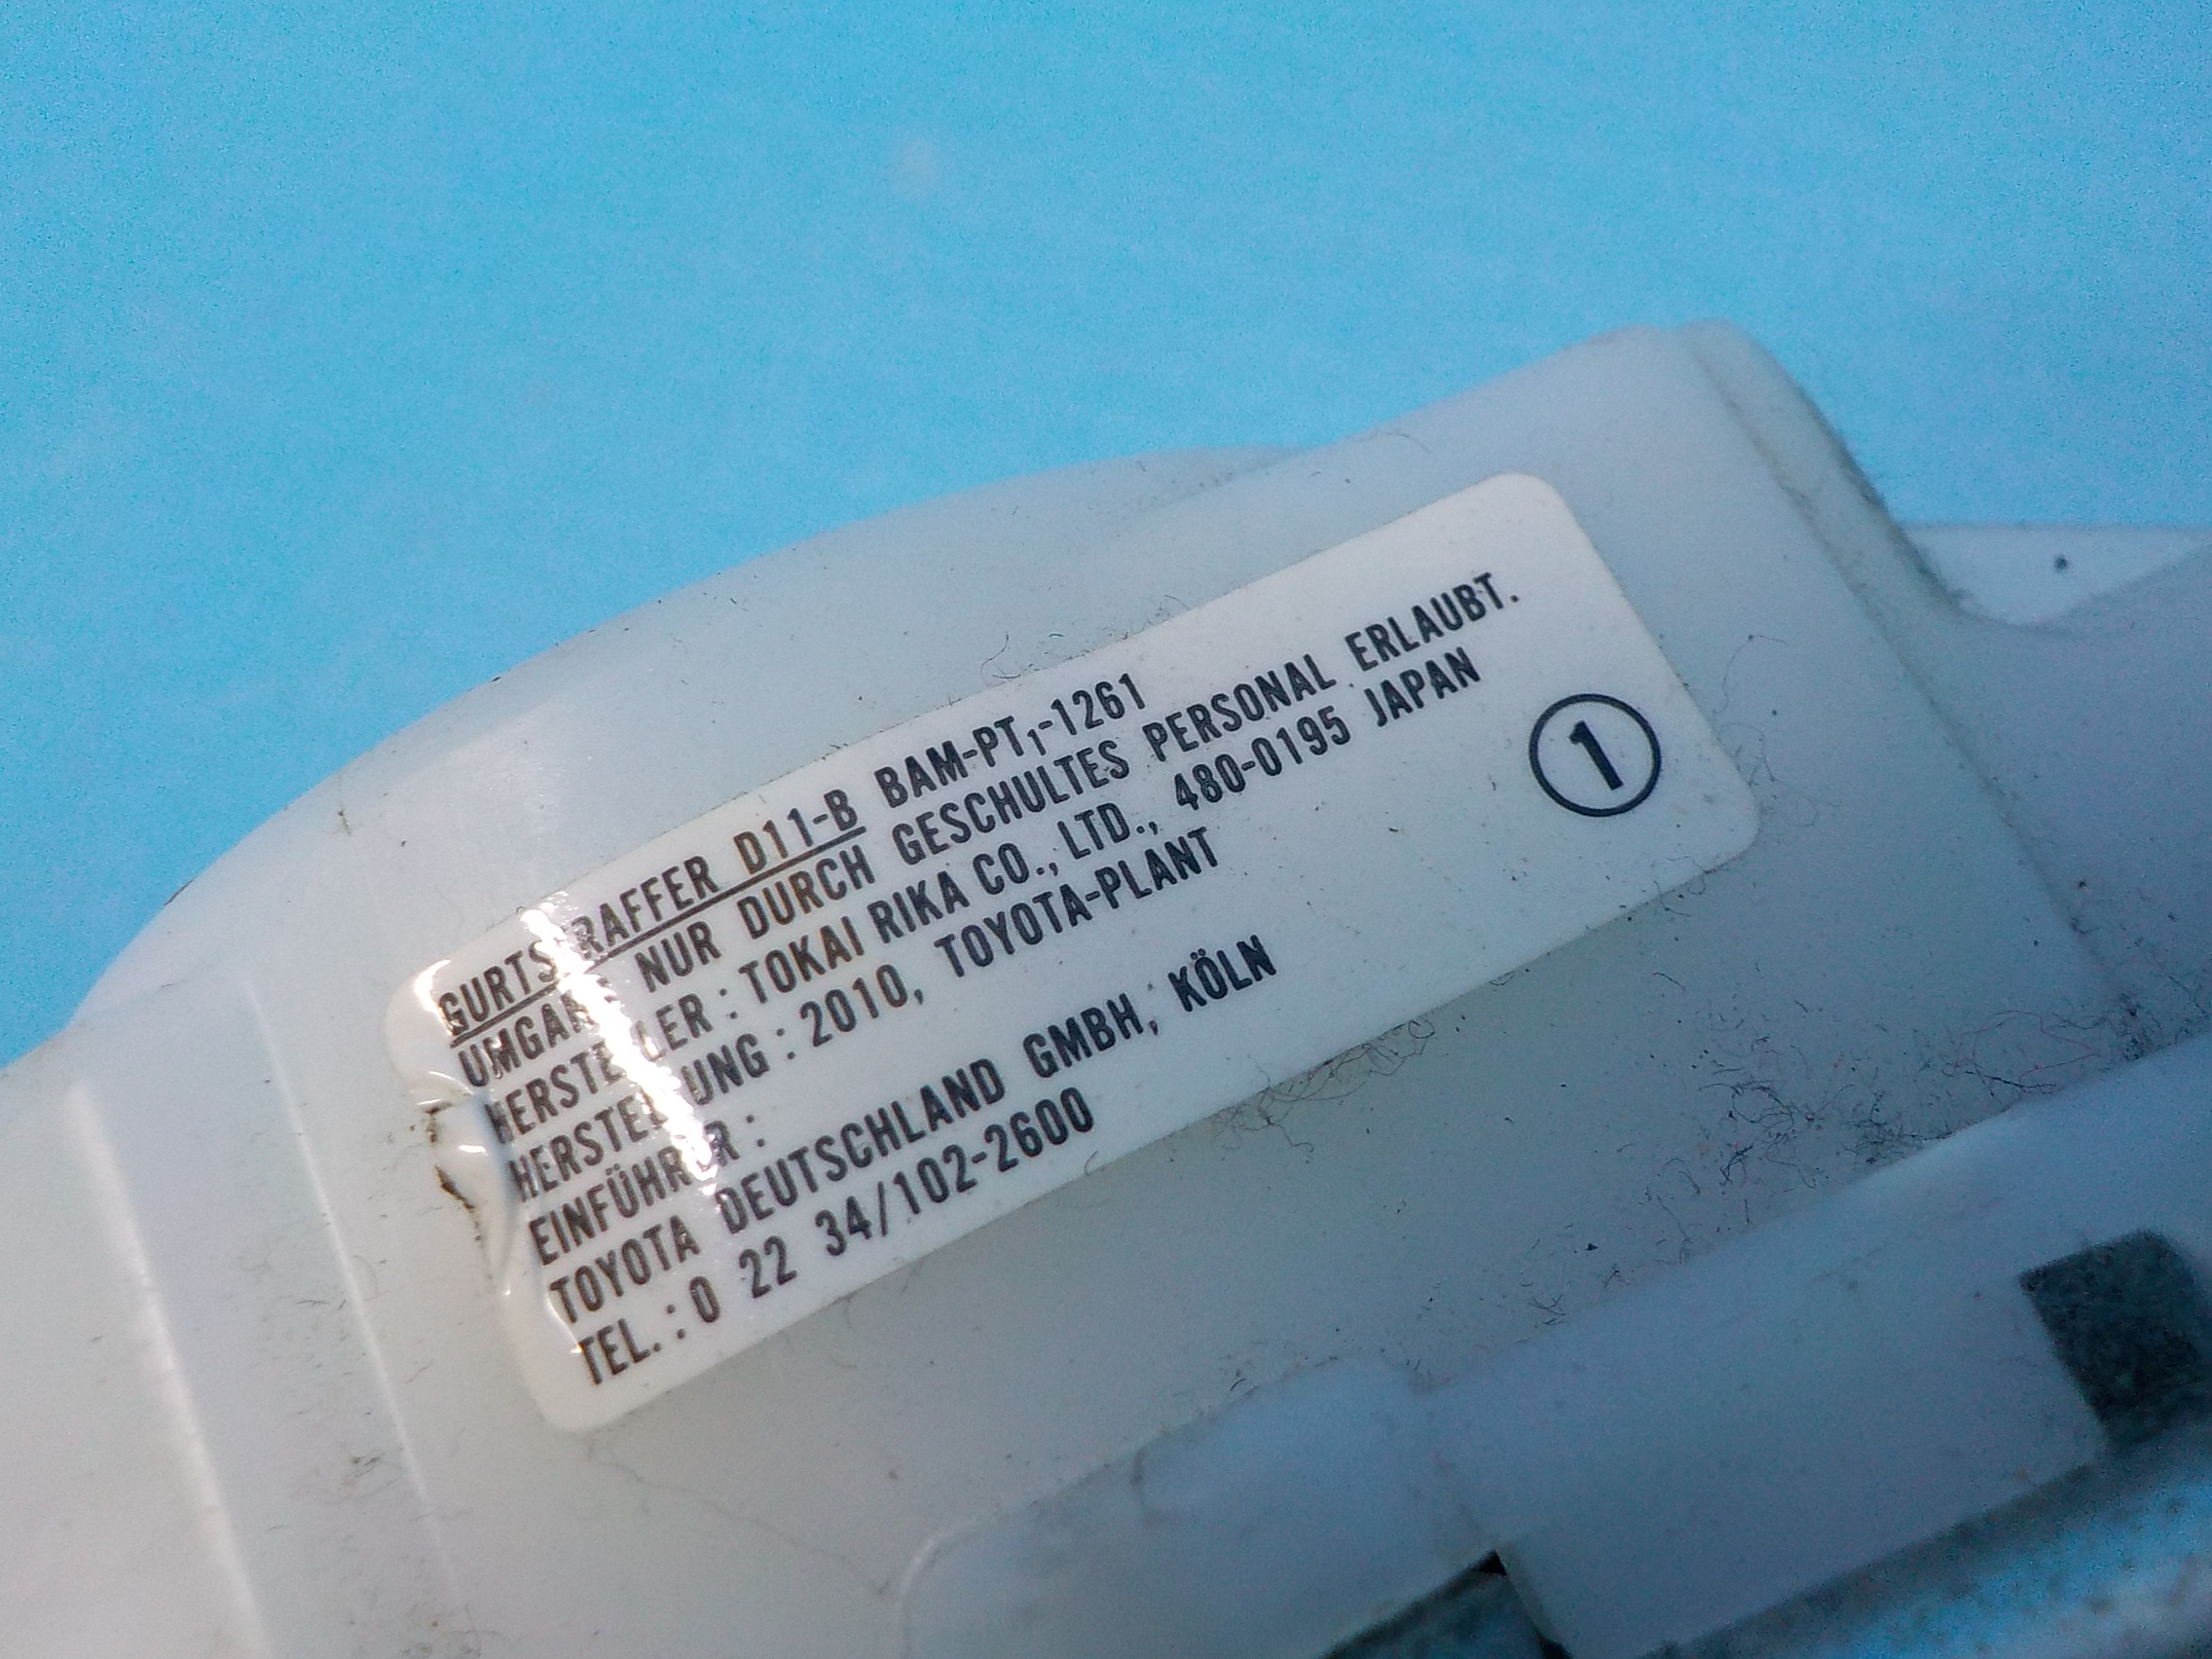 GURTSTRAFFER D11-B BAM-PT₁-1261
UMGANG NUR DURCH GESCHULTES PERSONAL ERLAUBT.
HERSTELLER : TOKAI RIKA CO., LTD., 480-0195 JAPAN
HERSTELLUNG : 2010, TOYOTA-PLANT
EINFÜHRER :
TOYOTA DEUTSCHLAND GMBH, KÖLN
TEL. : 0 22 34/102-2600
1